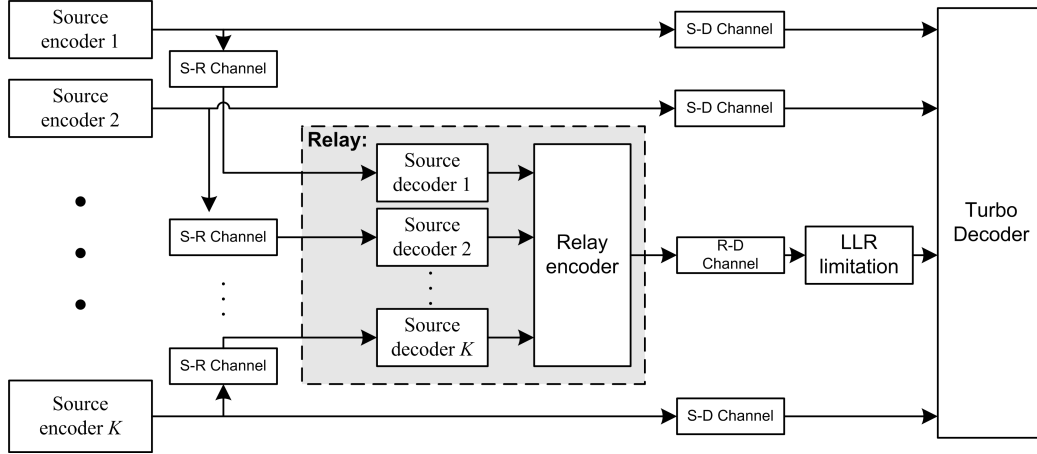 Source
encoder 1
S-D Channel
S-R Channel
Source
encoder 2
S-D Channel
Relay:
Source
decoder 1
Source
decoder 2
Source
decoder K
Relay
encoder
S-R Channel
S-R Channel
R-D
Channel
LLR
limitation
Turbo
Decoder
Source
encoder K
S-D Channel